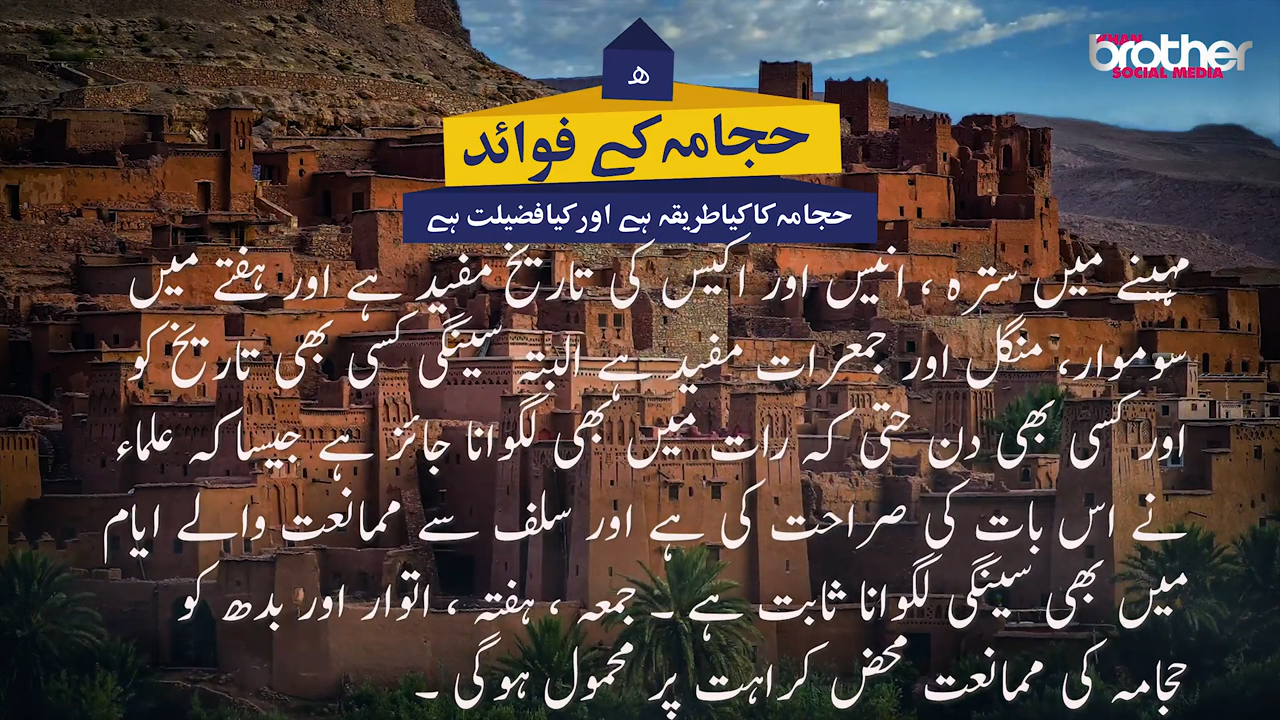 KHAN
brother
SOCIAL MEDIA
ھ
حجامہ کے فوائد
حجامہ کا کیا طریقہ ہے اور کیا فضیلت ہے
مہینے میں سترہ ، انیس اور اکیس کی تاریخ مفید ہے اور ہفتے میں
سوموار، منگل اور جمعرات مفید ہے البتہ سینگی کسی بھی تاریخ کو
اور کسی بھی دن حتی کہ رات میں بھی لگوانا جائز ہے جیسا کہ علماء
نے اس بات کی صراحت کی ہے اور سلف سے ممانعت والے ایام
میں بھی سینگی لگوانا ثابت ہے ۔ جمعہ ، ہفتہ ، اتوار اور بدھ کو
حجامہ کی ممانعت محض کراہت پر محمول ہوگی ۔